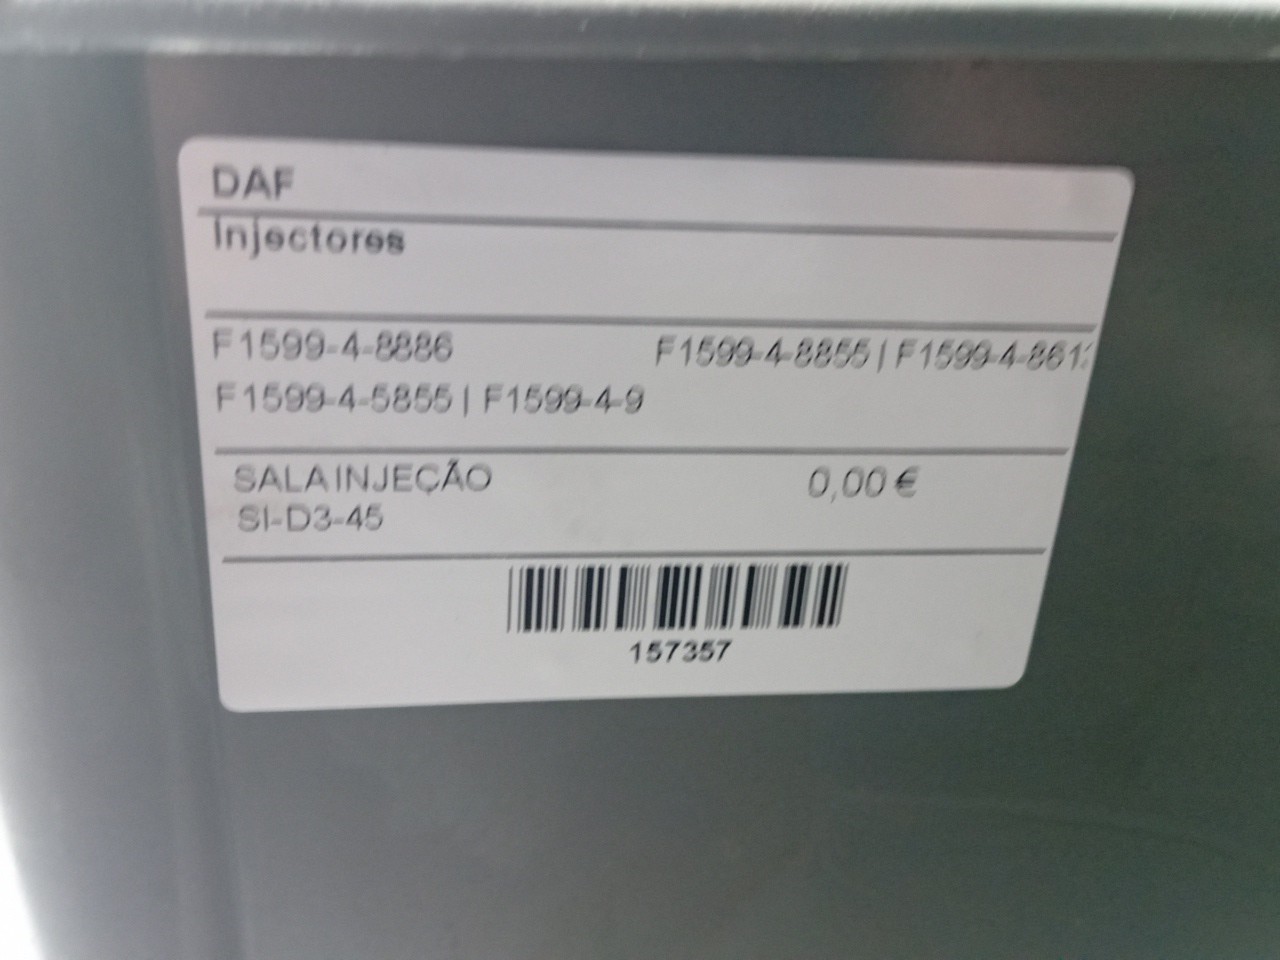 DAF
Injectores
F1599-4-8886 F1599-4-8855 | F1599-4-861
F1599-4-5855 | F1599-4-9
SALA INJEÇÃO 0,00 €
SI-D3-45
157357